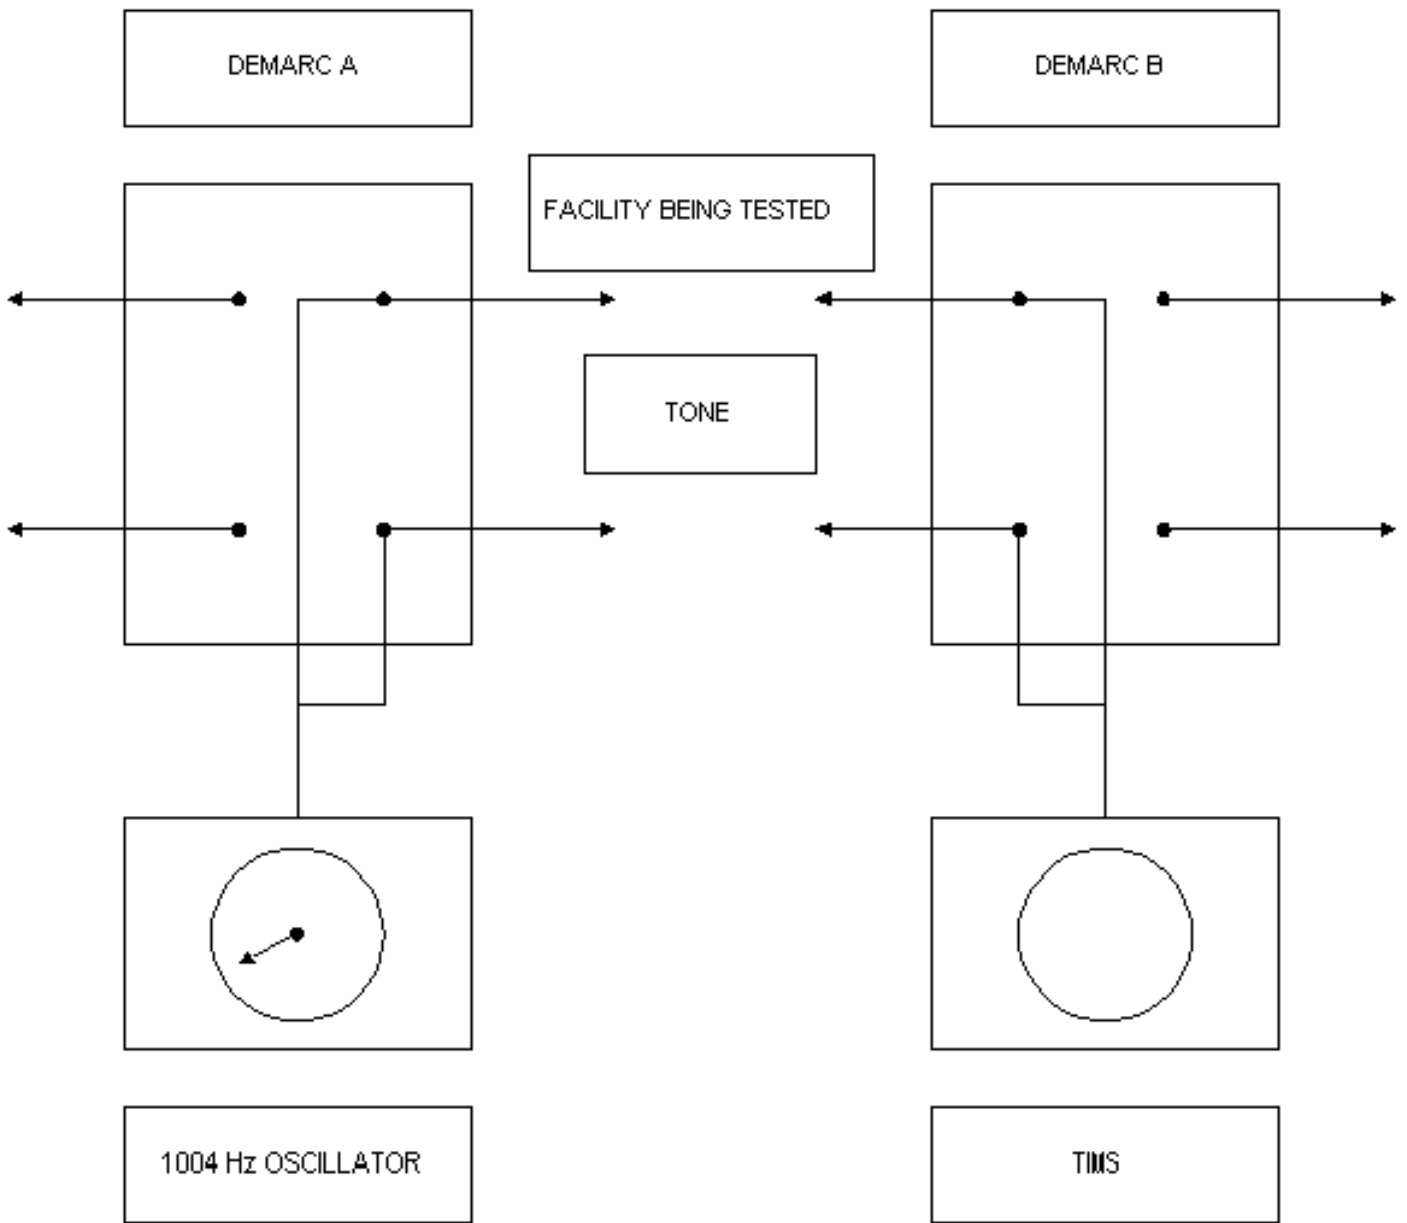 DEMARC A
DEMARC B
FACILITY BEING TESTED
TONE
1004 Hz OSCILLATOR
TIMS